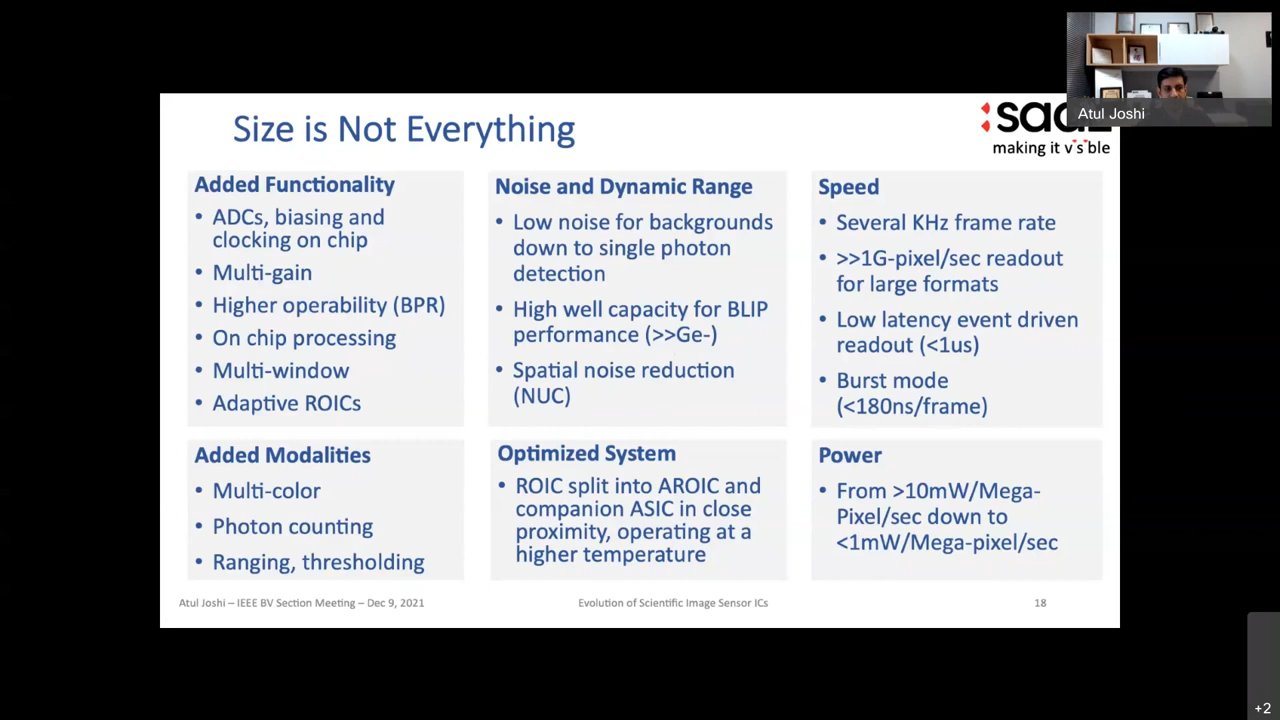 Atul Joshi
making it visible
Size is Not Everything
Added Functionality
• ADCs, biasing and
clocking on chip
• Multi-gain
• Higher operability (BPR)
• On chip processing
• Multi-window
• Adaptive ROICs
Noise and Dynamic Range
• Low noise for backgrounds
down to single photon
detection
• High well capacity for BLIP
performance (>>Ge-)
• Spatial noise reduction
(NUC)
Speed
• Several KHz frame rate
• >>1G-pixel/sec readout
for large formats
• Low latency event driven
readout (<1us)
• Burst mode
(<180ns/frame)
Added Modalities
• Multi-color
• Photon counting
• Ranging, thresholding
Optimized System
• ROIC split into AROIC and
companion ASIC in close
proximity, operating at a
higher temperature
Power
• From >10mW/Mega-
Pixel/sec down to
<1mW/Mega-pixel/sec
Atul Joshi – IEEE BV Section Meeting – Dec 9, 2021
Evolution of Scientific Image Sensor ICs
18
+2